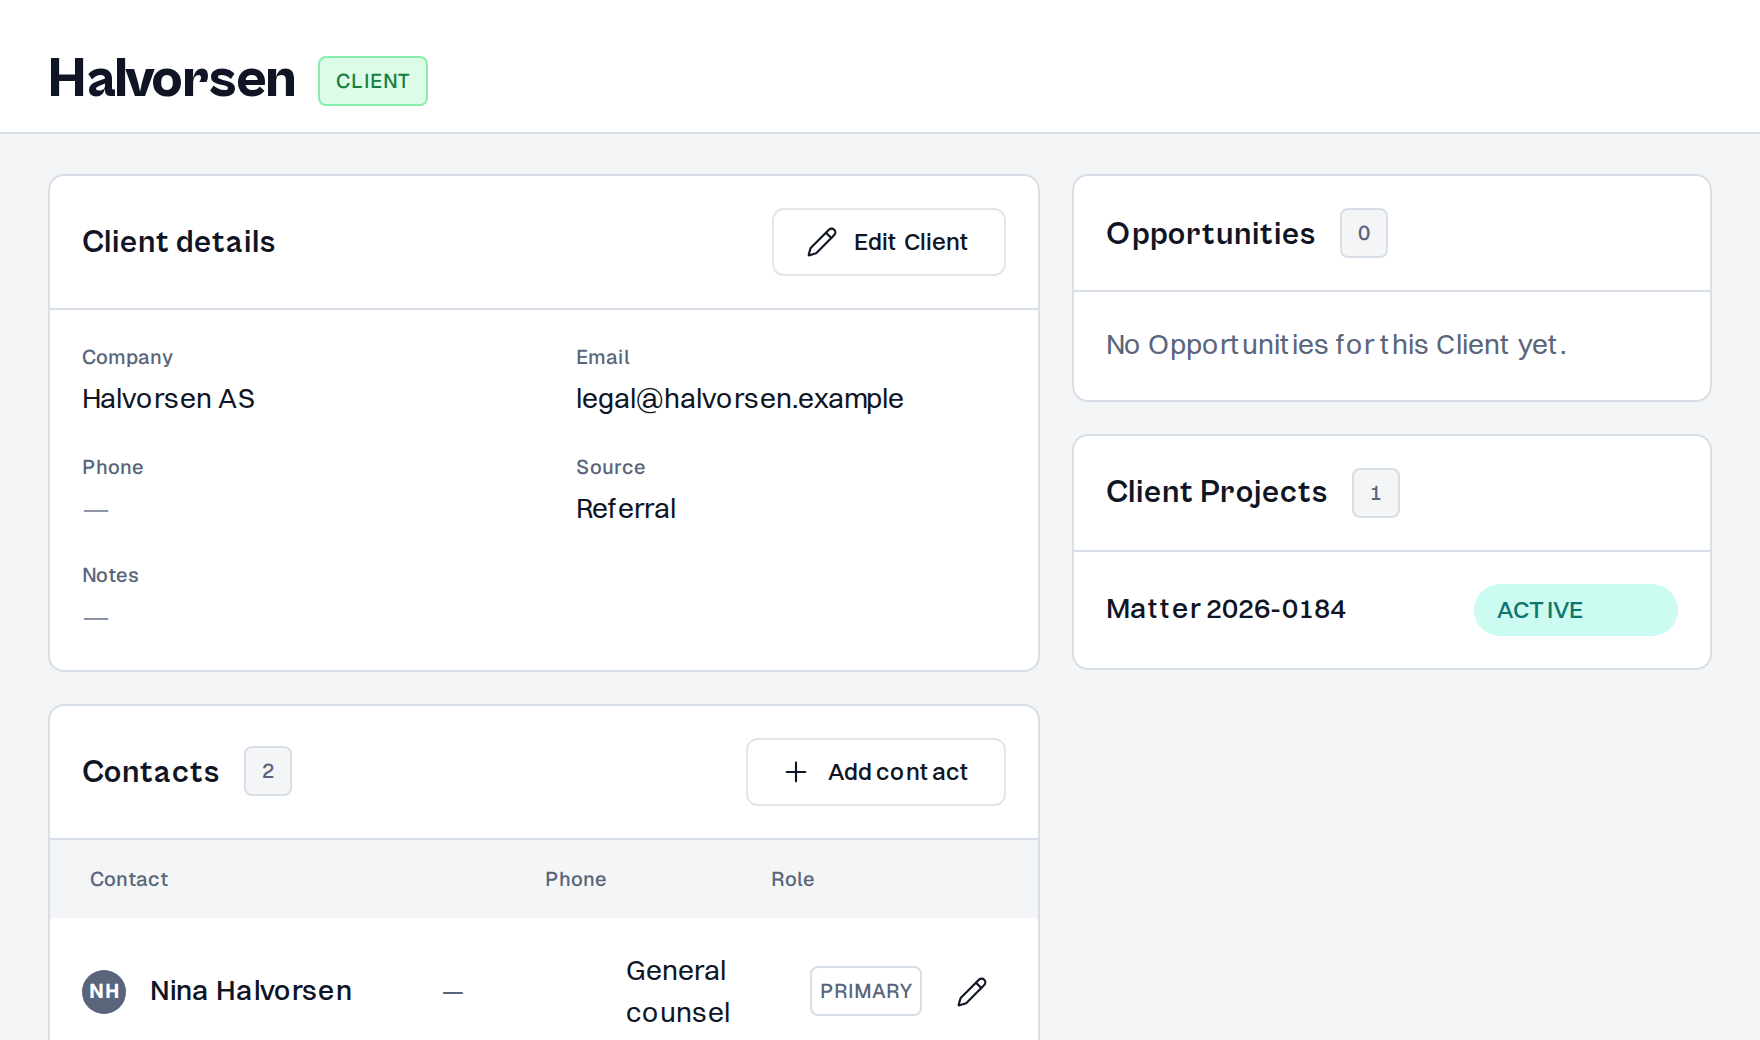 Halvorsen CLIENT
Client details
Edit Client
Company
Halvorsen AS
Email
legal@halvorsen.example
Phone
—
Source
Referral
Notes
—
Contacts 2
Add contact
Contact Phone Role
NH Nina Halvorsen — General counsel PRIMARY
Opportunities 0
No Opportunities for this Client yet.
Client Projects 1
Matter 2026-0184 ACTIVE